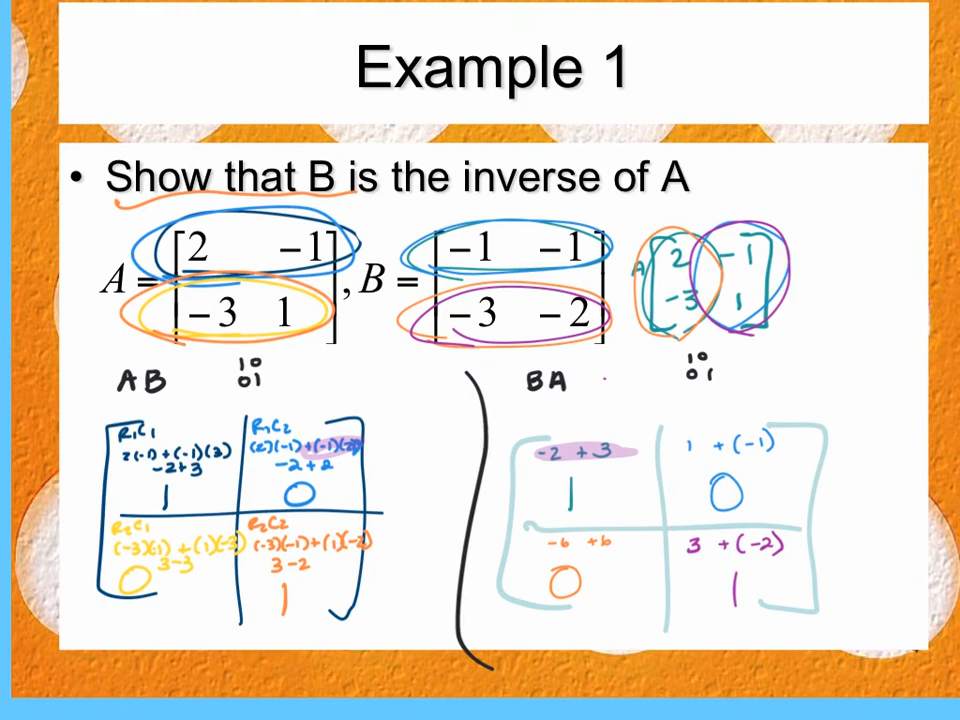 Example 1
• Show that B is the inverse of A
A = [2 -1
-3 1], B = [-1 -1
-3 -2]
A [2 -1
-3 1]
AB
10
01
BA
10
01
R1C1
2(-1) + (-1)(3)
-2+3
1
R1C2
(2)(-1) +(-1)(-2)
-2+2
0
R2C1
(-3)(1) +(1)(-3)
3-3
0
R2C2
(-3)(-1)+(1)(-2)
3-2
1
-2 + 3
1
1 + (-1)
0
-6 +6
0
3 +(-2)
1